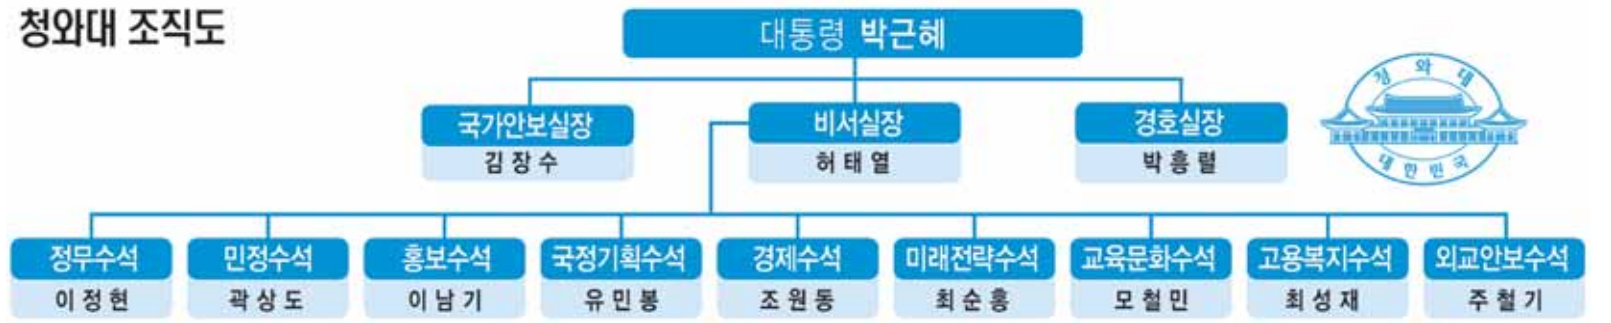 청와대 조직도
대통령 박근혜
청와대
대한민국
국가안보실장
김장수
비서실장
허태열
경호실장
박흥렬
정무수석
이정현
민정수석
곽상도
홍보수석
이남기
국정기획수석
유민봉
경제수석
조원동
미래전략수석
최순홍
교육문화수석
모철민
고용복지수석
최성재
외교안보수석
주철기